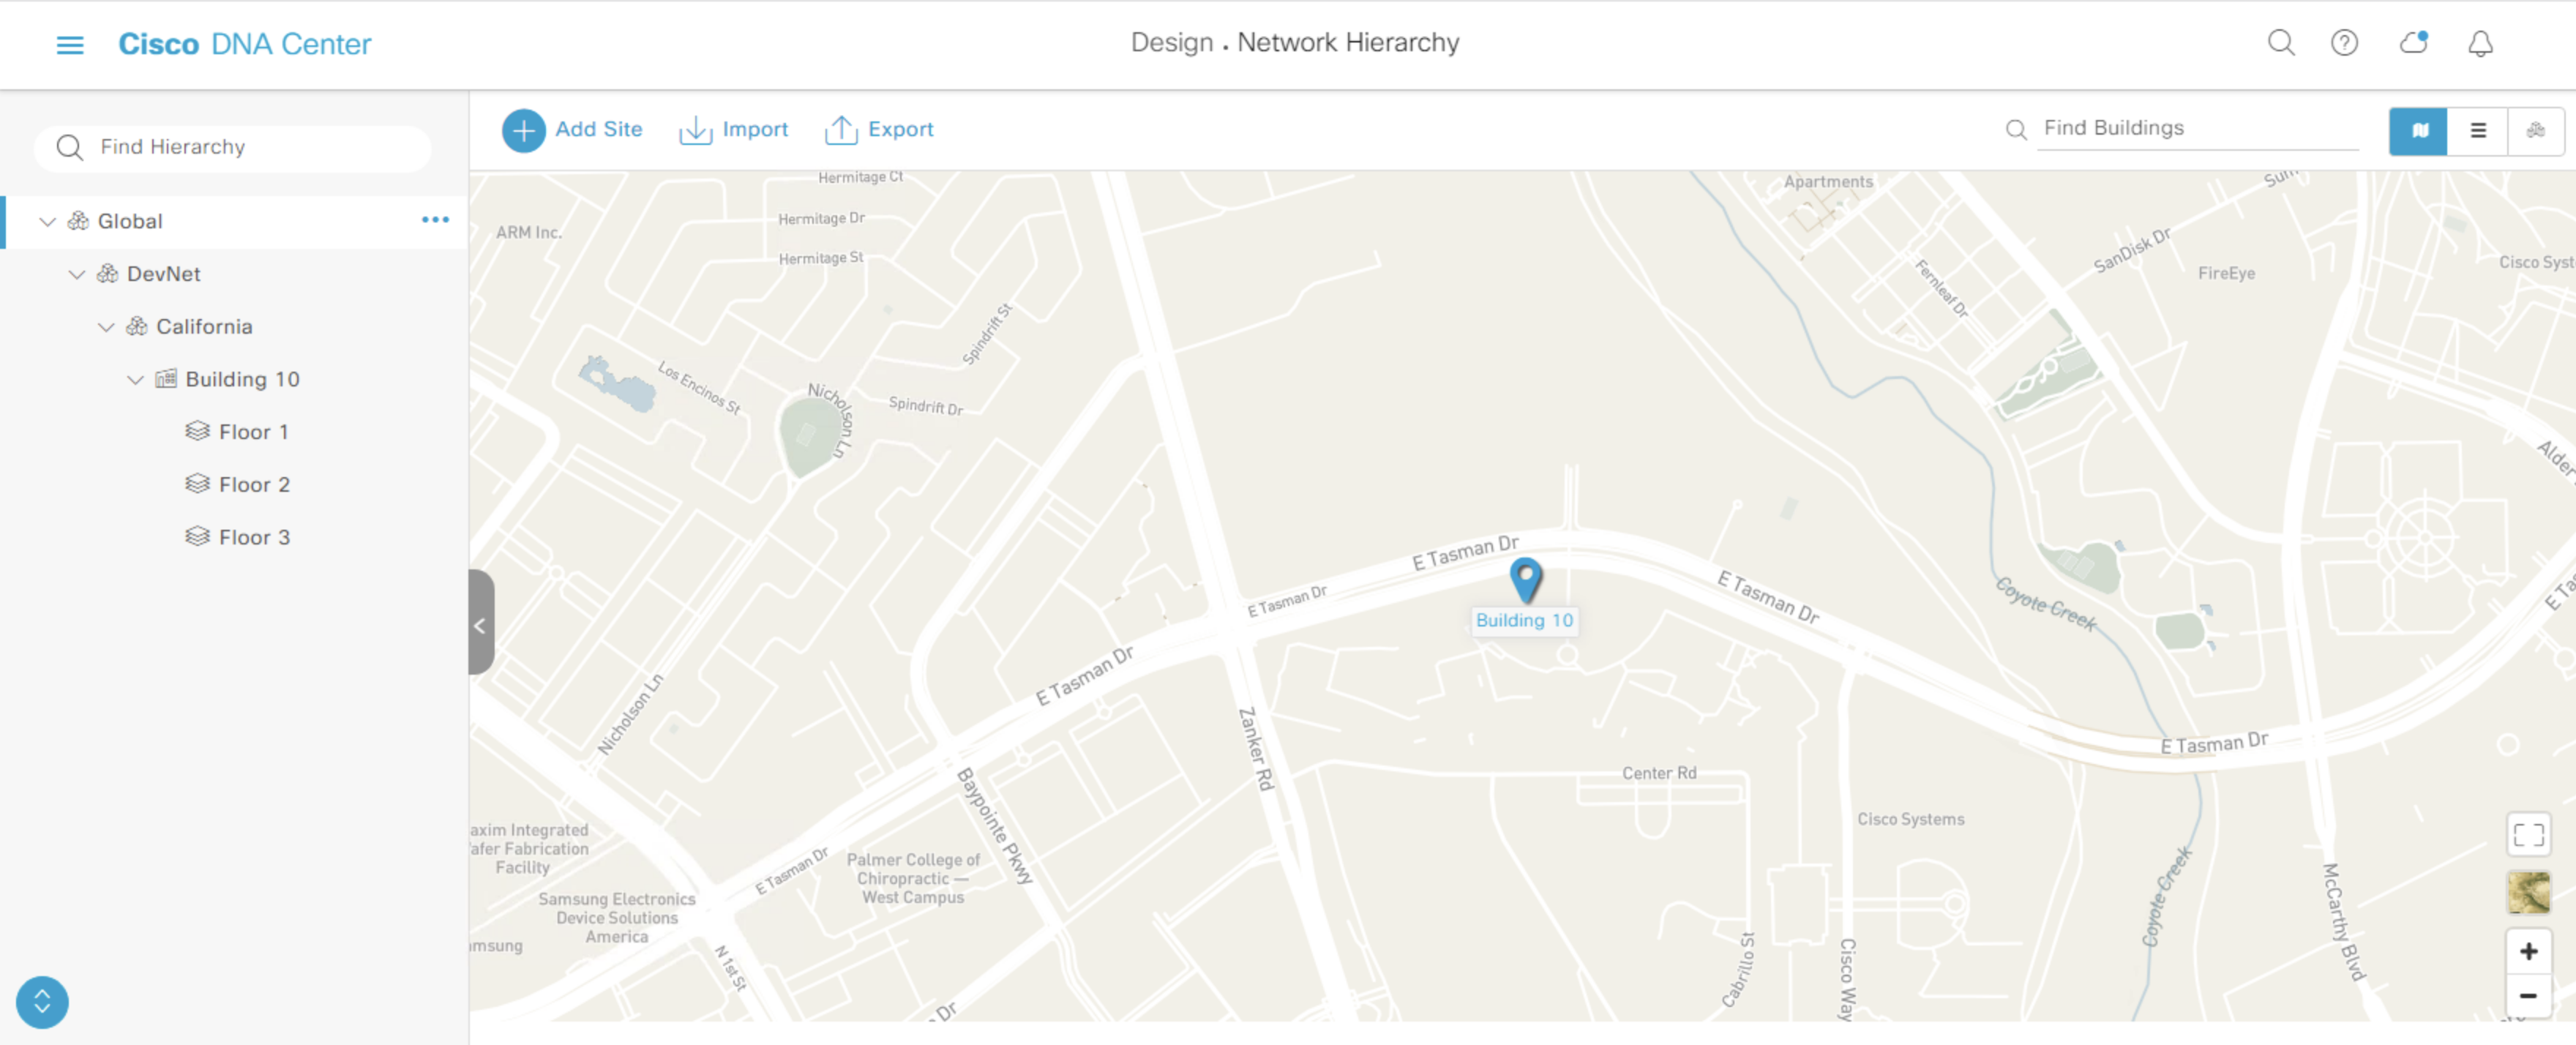 Cisco DNA Center
Design · Network Hierarchy
Find Hierarchy
Global
DevNet
California
Building 10
Floor 1
Floor 2
Floor 3
Add Site
Import
Export
Find Buildings
Hermitage Ct
Hermitage Dr
Hermitage St
ARM Inc.
Spindrift St
Los Encinos St
Nicholson Ln
Spindrift Dr
Apartments
SanDisk Dr
Fernleaf Dr
FireEye
Cisco Syst
Alder
E Tasman Dr
E Tasman Dr
E Tasman Dr
E Tasman Dr
Building 10
Coyote Creek
E Ta
Nicholson Ln
Zanker Rd
E Tasman Dr
Baypointe Pkwy
Center Rd
Cisco Systems
axim Integrated
afer Fabrication
Facility
E Tasman Dr
Palmer College of
Chiropractic —
West Campus
Samsung Electronics
Device Solutions
America
msung
N 1st St
Dr
Cabrillo St
Cisco Way
Coyote Creek
McCarthy Blvd